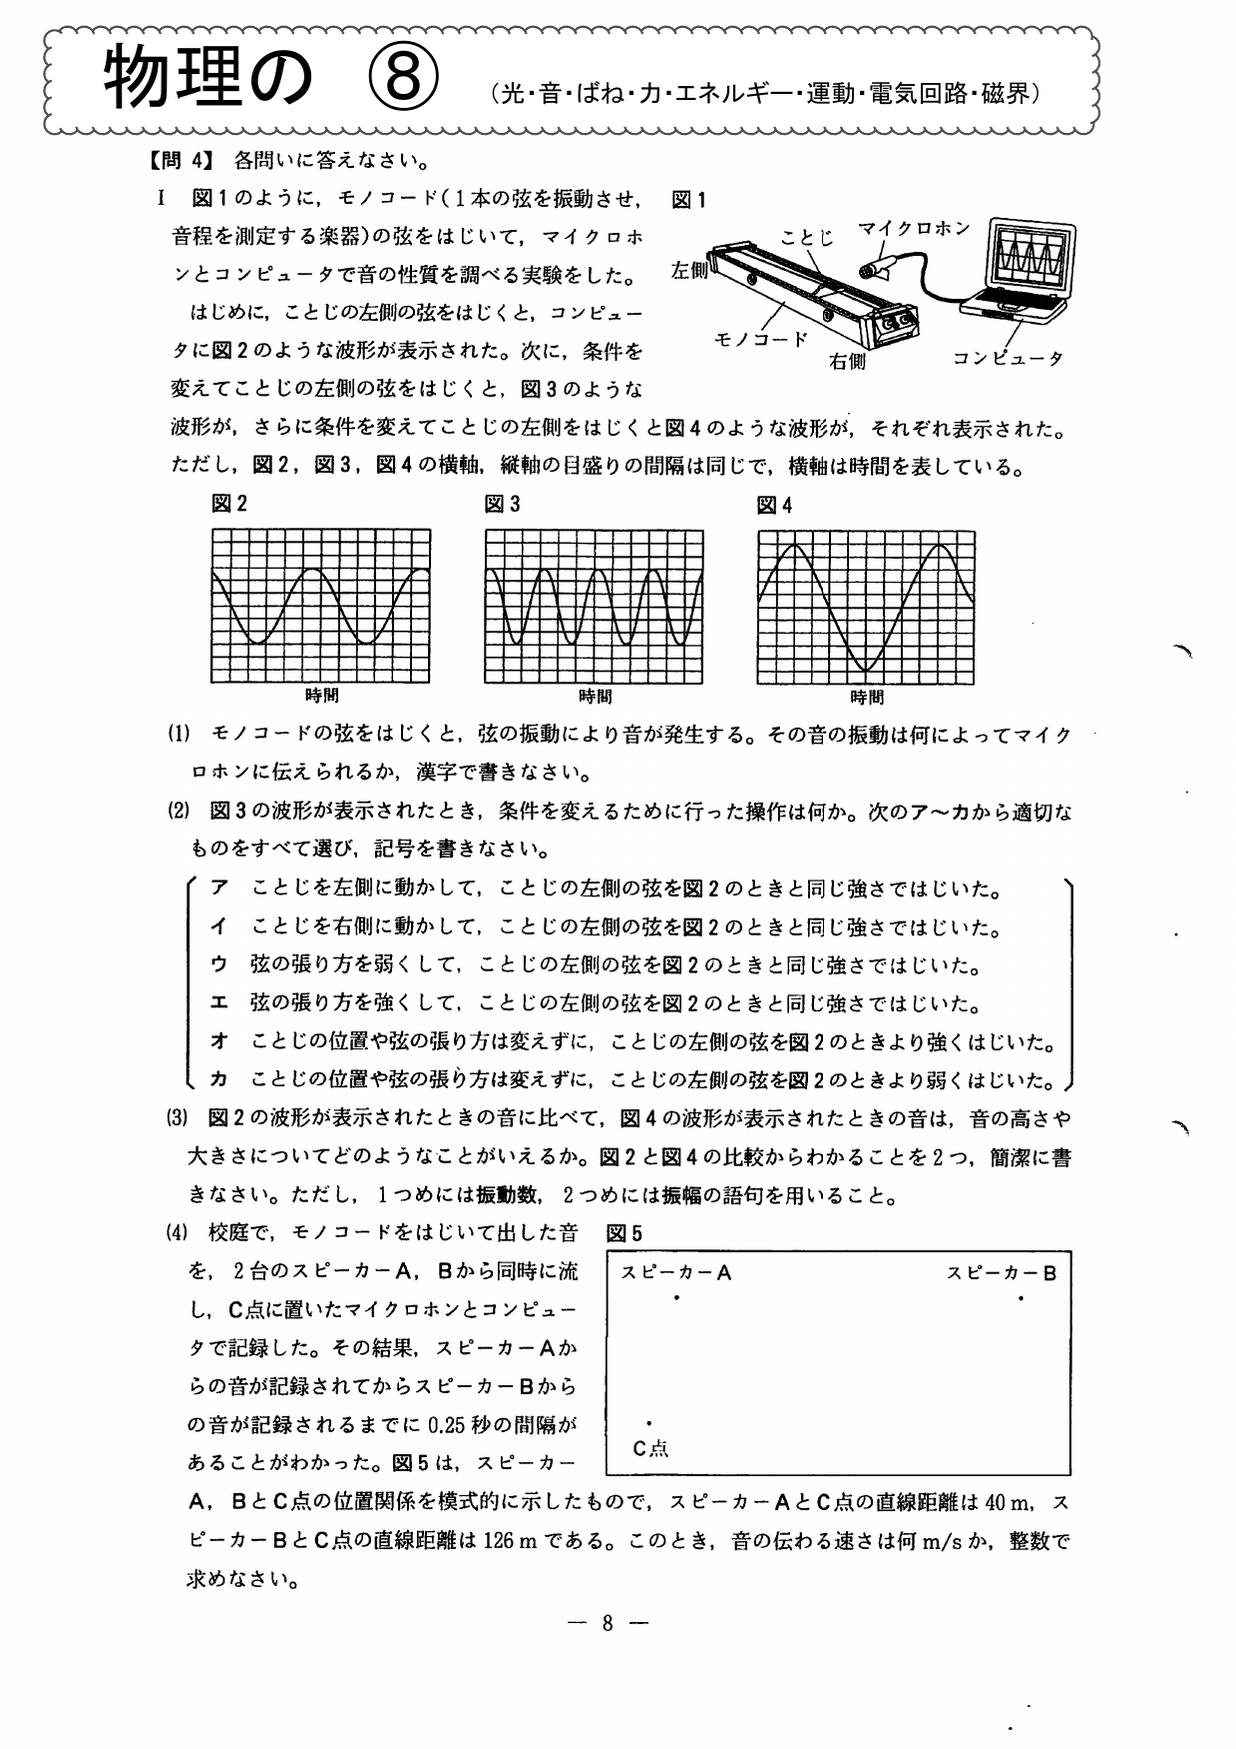 物理の ⑧ （光・音・ばね・力・エネルギー・運動・電気回路・磁界）
【問 4】 各問いに答えなさい。
Ⅰ 図1のように，モノコード（1本の弦を振動させ，
音程を測定する楽器）の弦をはじいて，マイクロホ
ンとコンピュータで音の性質を調べる実験をした。
はじめに，ことじの左側の弦をはじくと，コンピュー
タに図2のような波形が表示された。次に，条件を
変えてことじの左側の弦をはじくと，図3のような
波形が，さらに条件を変えてことじの左側をはじくと図4のような波形が，それぞれ表示された。
ただし，図2，図3，図4の横軸，縦軸の目盛りの間隔は同じで，横軸は時間を表している。
図1
ことじ
マイクロホン
左側
モノコード
右側
コンピュータ
図2
図3
図4
時間
時間
時間
(1) モノコードの弦をはじくと，弦の振動により音が発生する。その音の振動は何によってマイク
ロホンに伝えられるか，漢字で書きなさい。
(2) 図3の波形が表示されたとき，条件を変えるために行った操作は何か。次のア〜カから適切な
ものをすべて選び，記号を書きなさい。
ア ことじを左側に動かして，ことじの左側の弦を図2のときと同じ強さではじいた。
イ ことじを右側に動かして，ことじの左側の弦を図2のときと同じ強さではじいた。
ウ 弦の張り方を弱くして，ことじの左側の弦を図2のときと同じ強さではじいた。
エ 弦の張り方を強くして，ことじの左側の弦を図2のときと同じ強さではじいた。
オ ことじの位置や弦の張り方は変えずに，ことじの左側の弦を図2のときより強くはじいた。
カ ことじの位置や弦の張り方は変えずに，ことじの左側の弦を図2のときより弱くはじいた。
(3) 図2の波形が表示されたときの音に比べて，図4の波形が表示されたときの音は，音の高さや
大きさについてどのようなことがいえるか。図2と図4の比較からわかることを2つ，簡潔に書
きなさい。ただし，1つめには振動数，2つめには振幅の語句を用いること。
(4) 校庭で，モノコードをはじいて出した音
を，2台のスピーカーA，Bから同時に流
し，C点に置いたマイクロホンとコンピュー
タで記録した。その結果，スピーカーAか
らの音が記録されてからスピーカーBから
の音が記録されるまでに0.25秒の間隔が
あることがわかった。図5は，スピーカー
A，BとC点の位置関係を模式的に示したもので，スピーカーAとC点の直線距離は40 m，ス
ピーカーBとC点の直線距離は126 mである。このとき，音の伝わる速さは何m/sか，整数で
求めなさい。
図5
スピーカーA
スピーカーB
C点
— 8 —